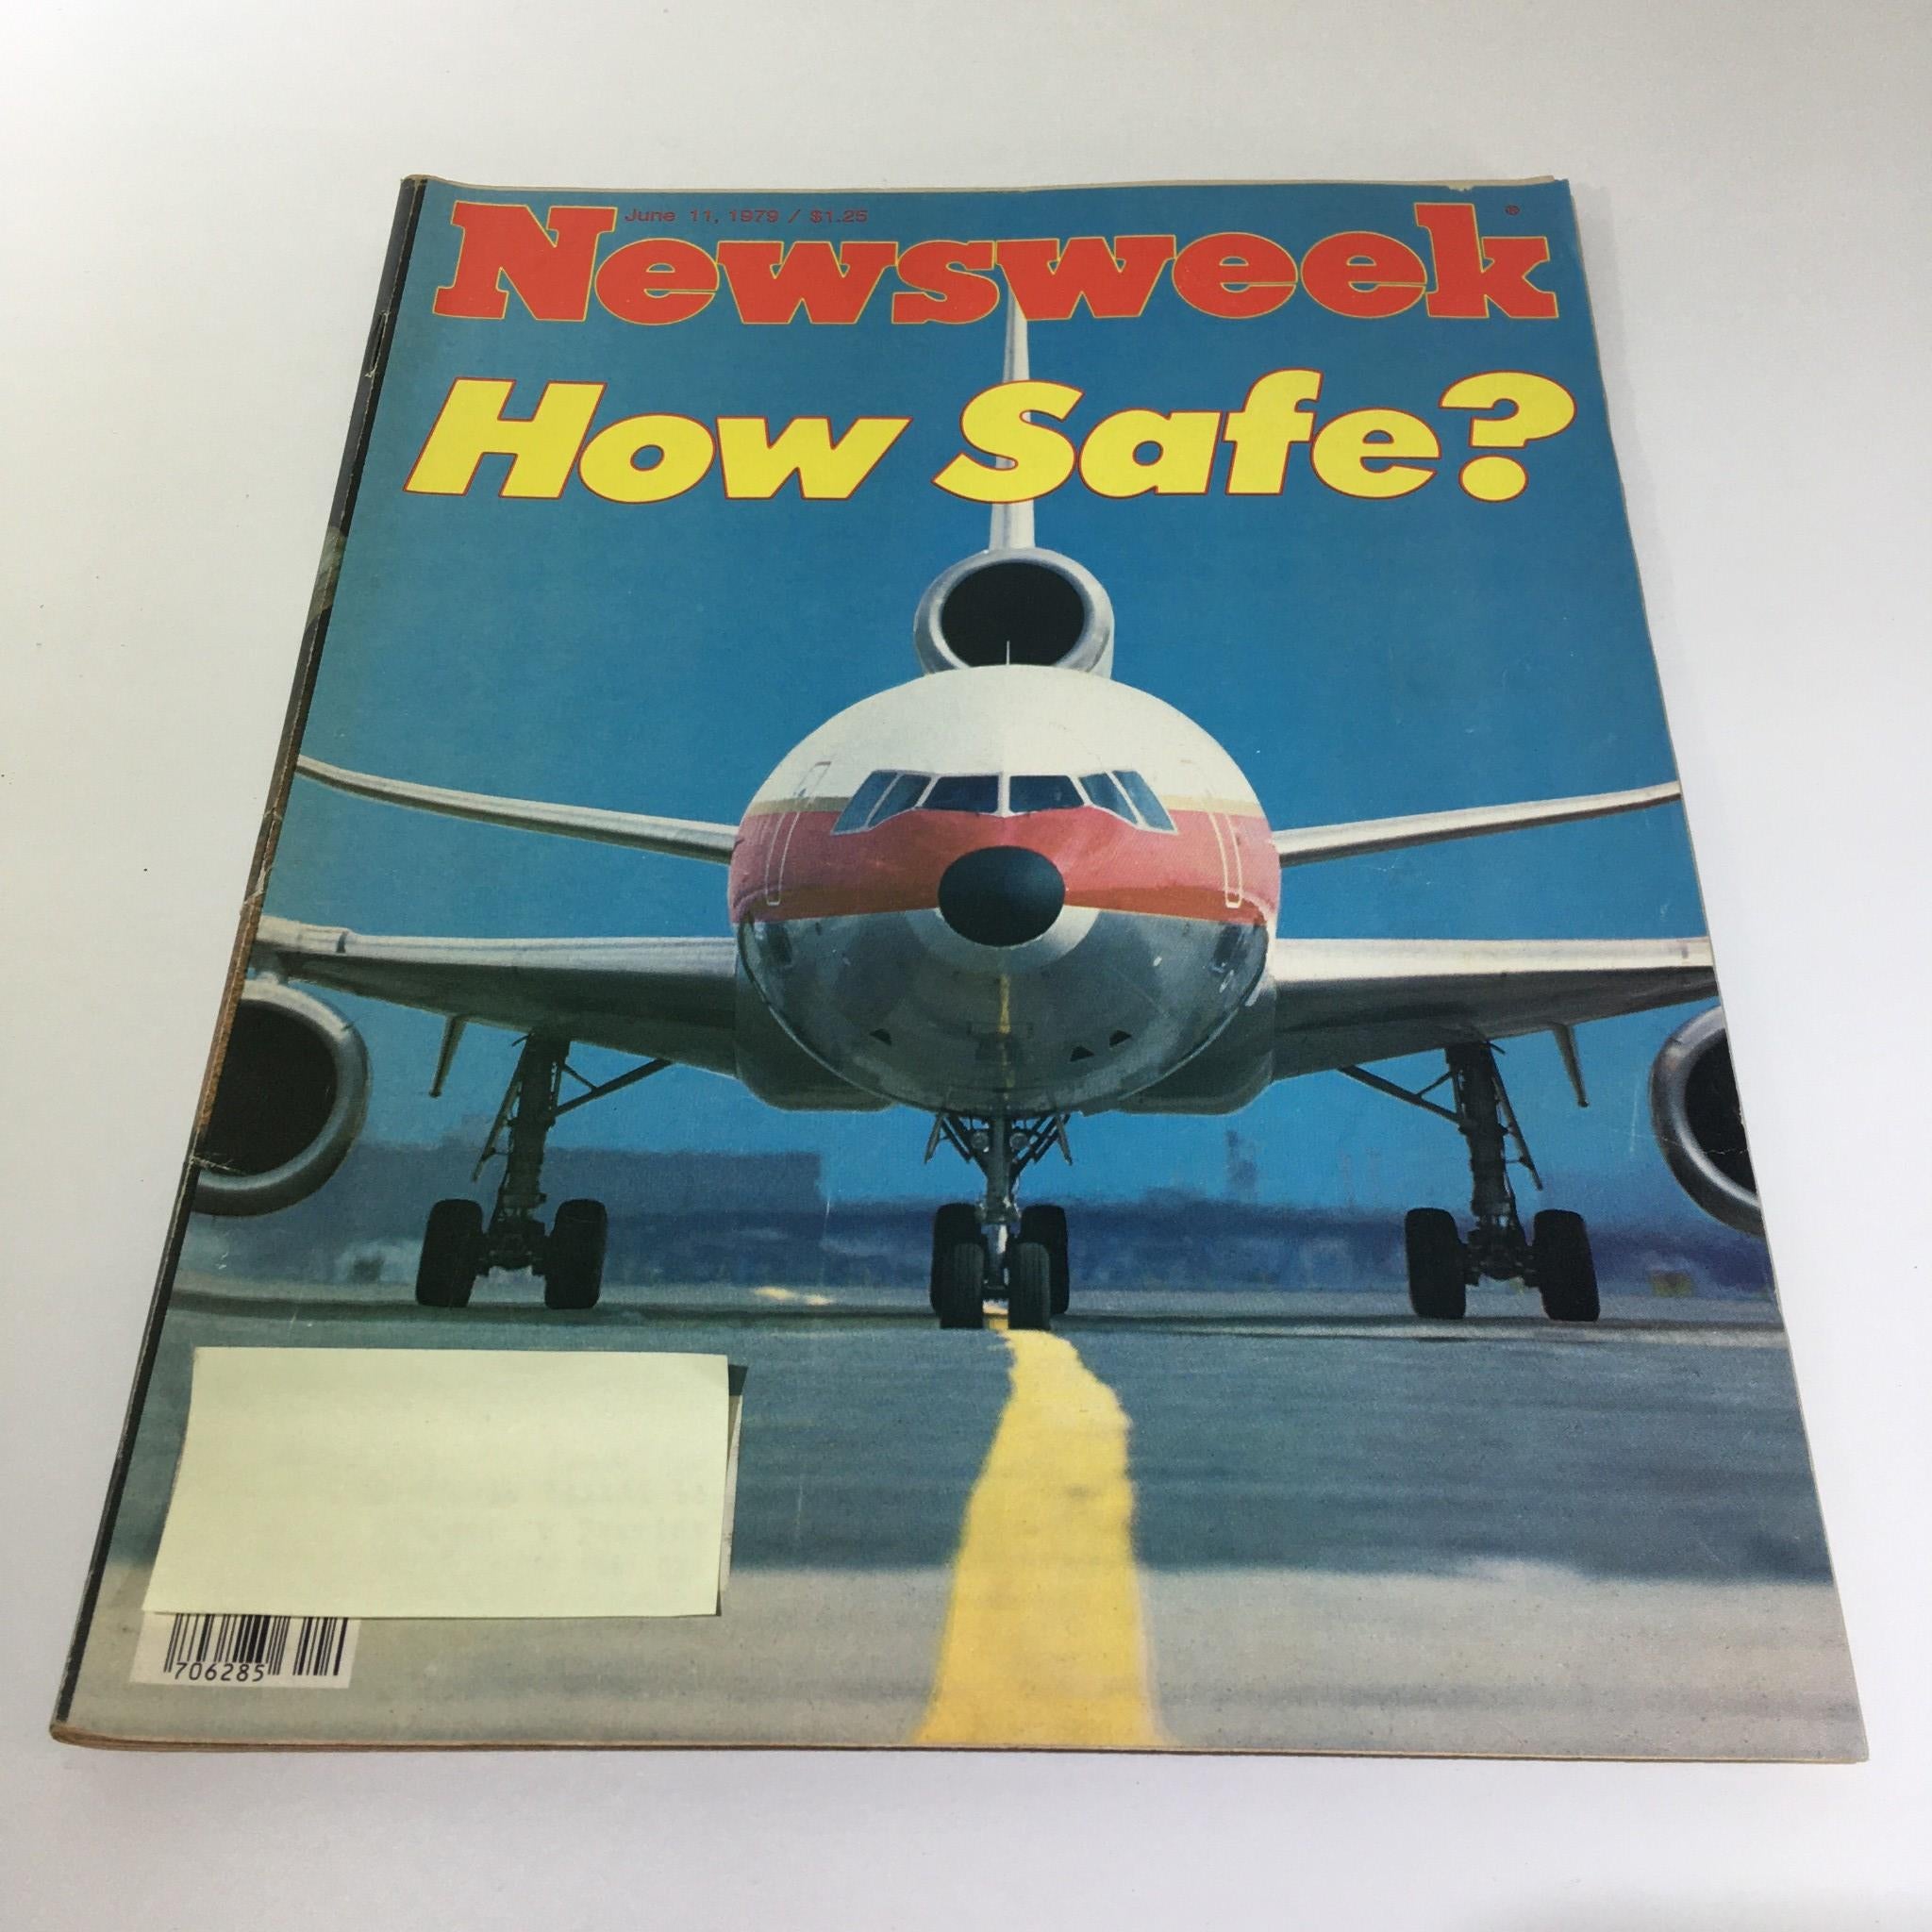 June 11, 1979 / $1.25
Newsweek®
How Safe?
706285